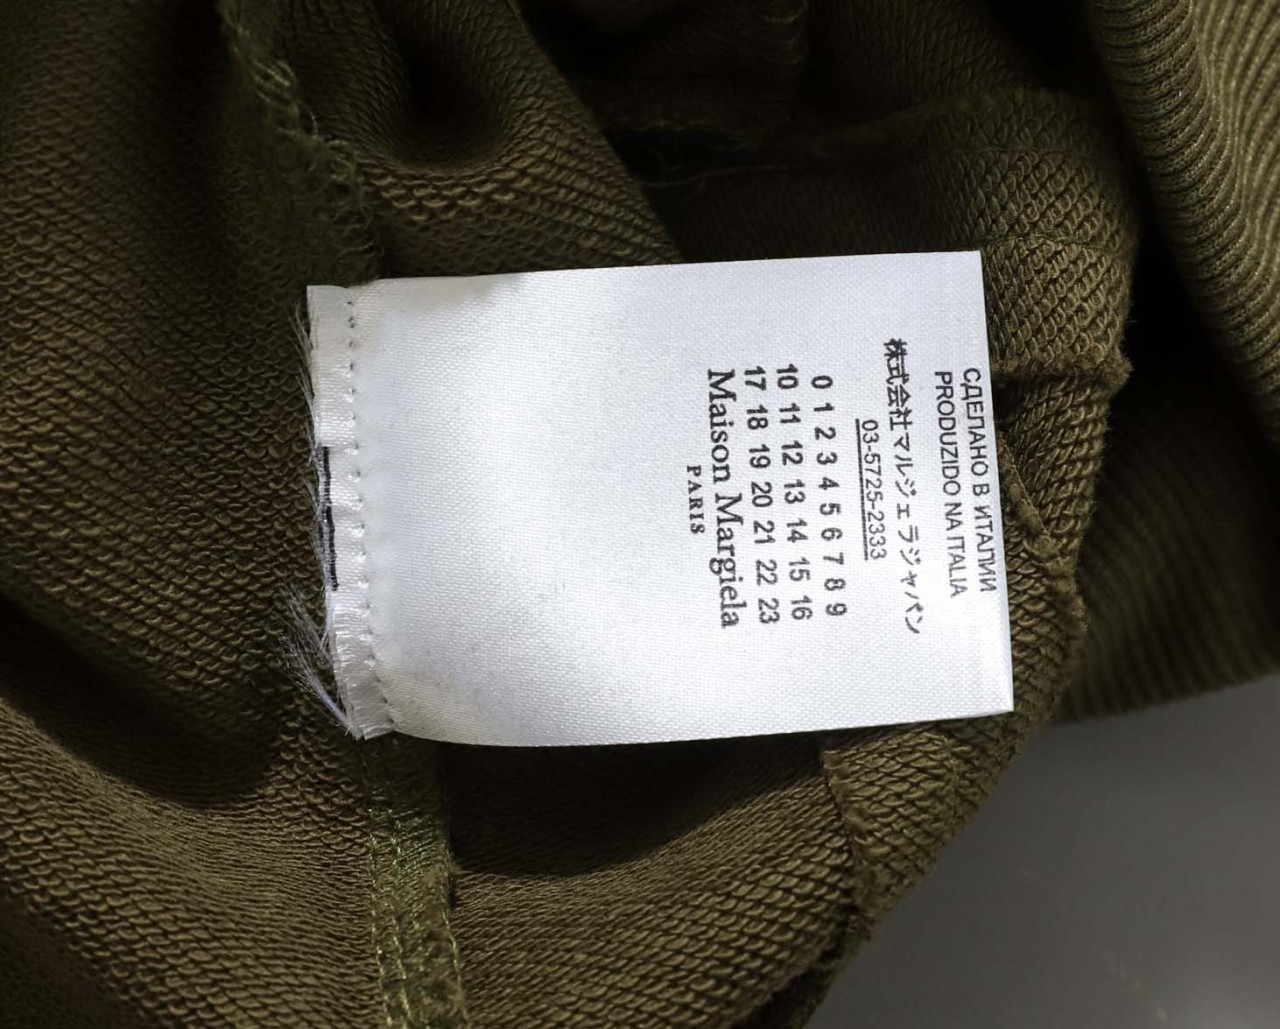 СДЕЛАНО В ИТАЛИИ
PRODUZIDO NA ITALIA
株式会社マルジェラジャパン
03-5725-2333
0 1 2 3 4 5 6 7 8 9
10 11 12 13 14 15 16
17 18 19 20 21 22 23
Maison Margiela
PARIS